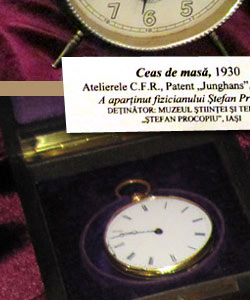 Ceas de masă, 1930
Atelierele C.F.R., Patent „Junghans”
A aparținut fizicianului Ștefan
DEȚINĂTOR: MUZEUL ȘTIINȚEI ȘI
„ȘTEFAN PROCOPIU”, IAȘI